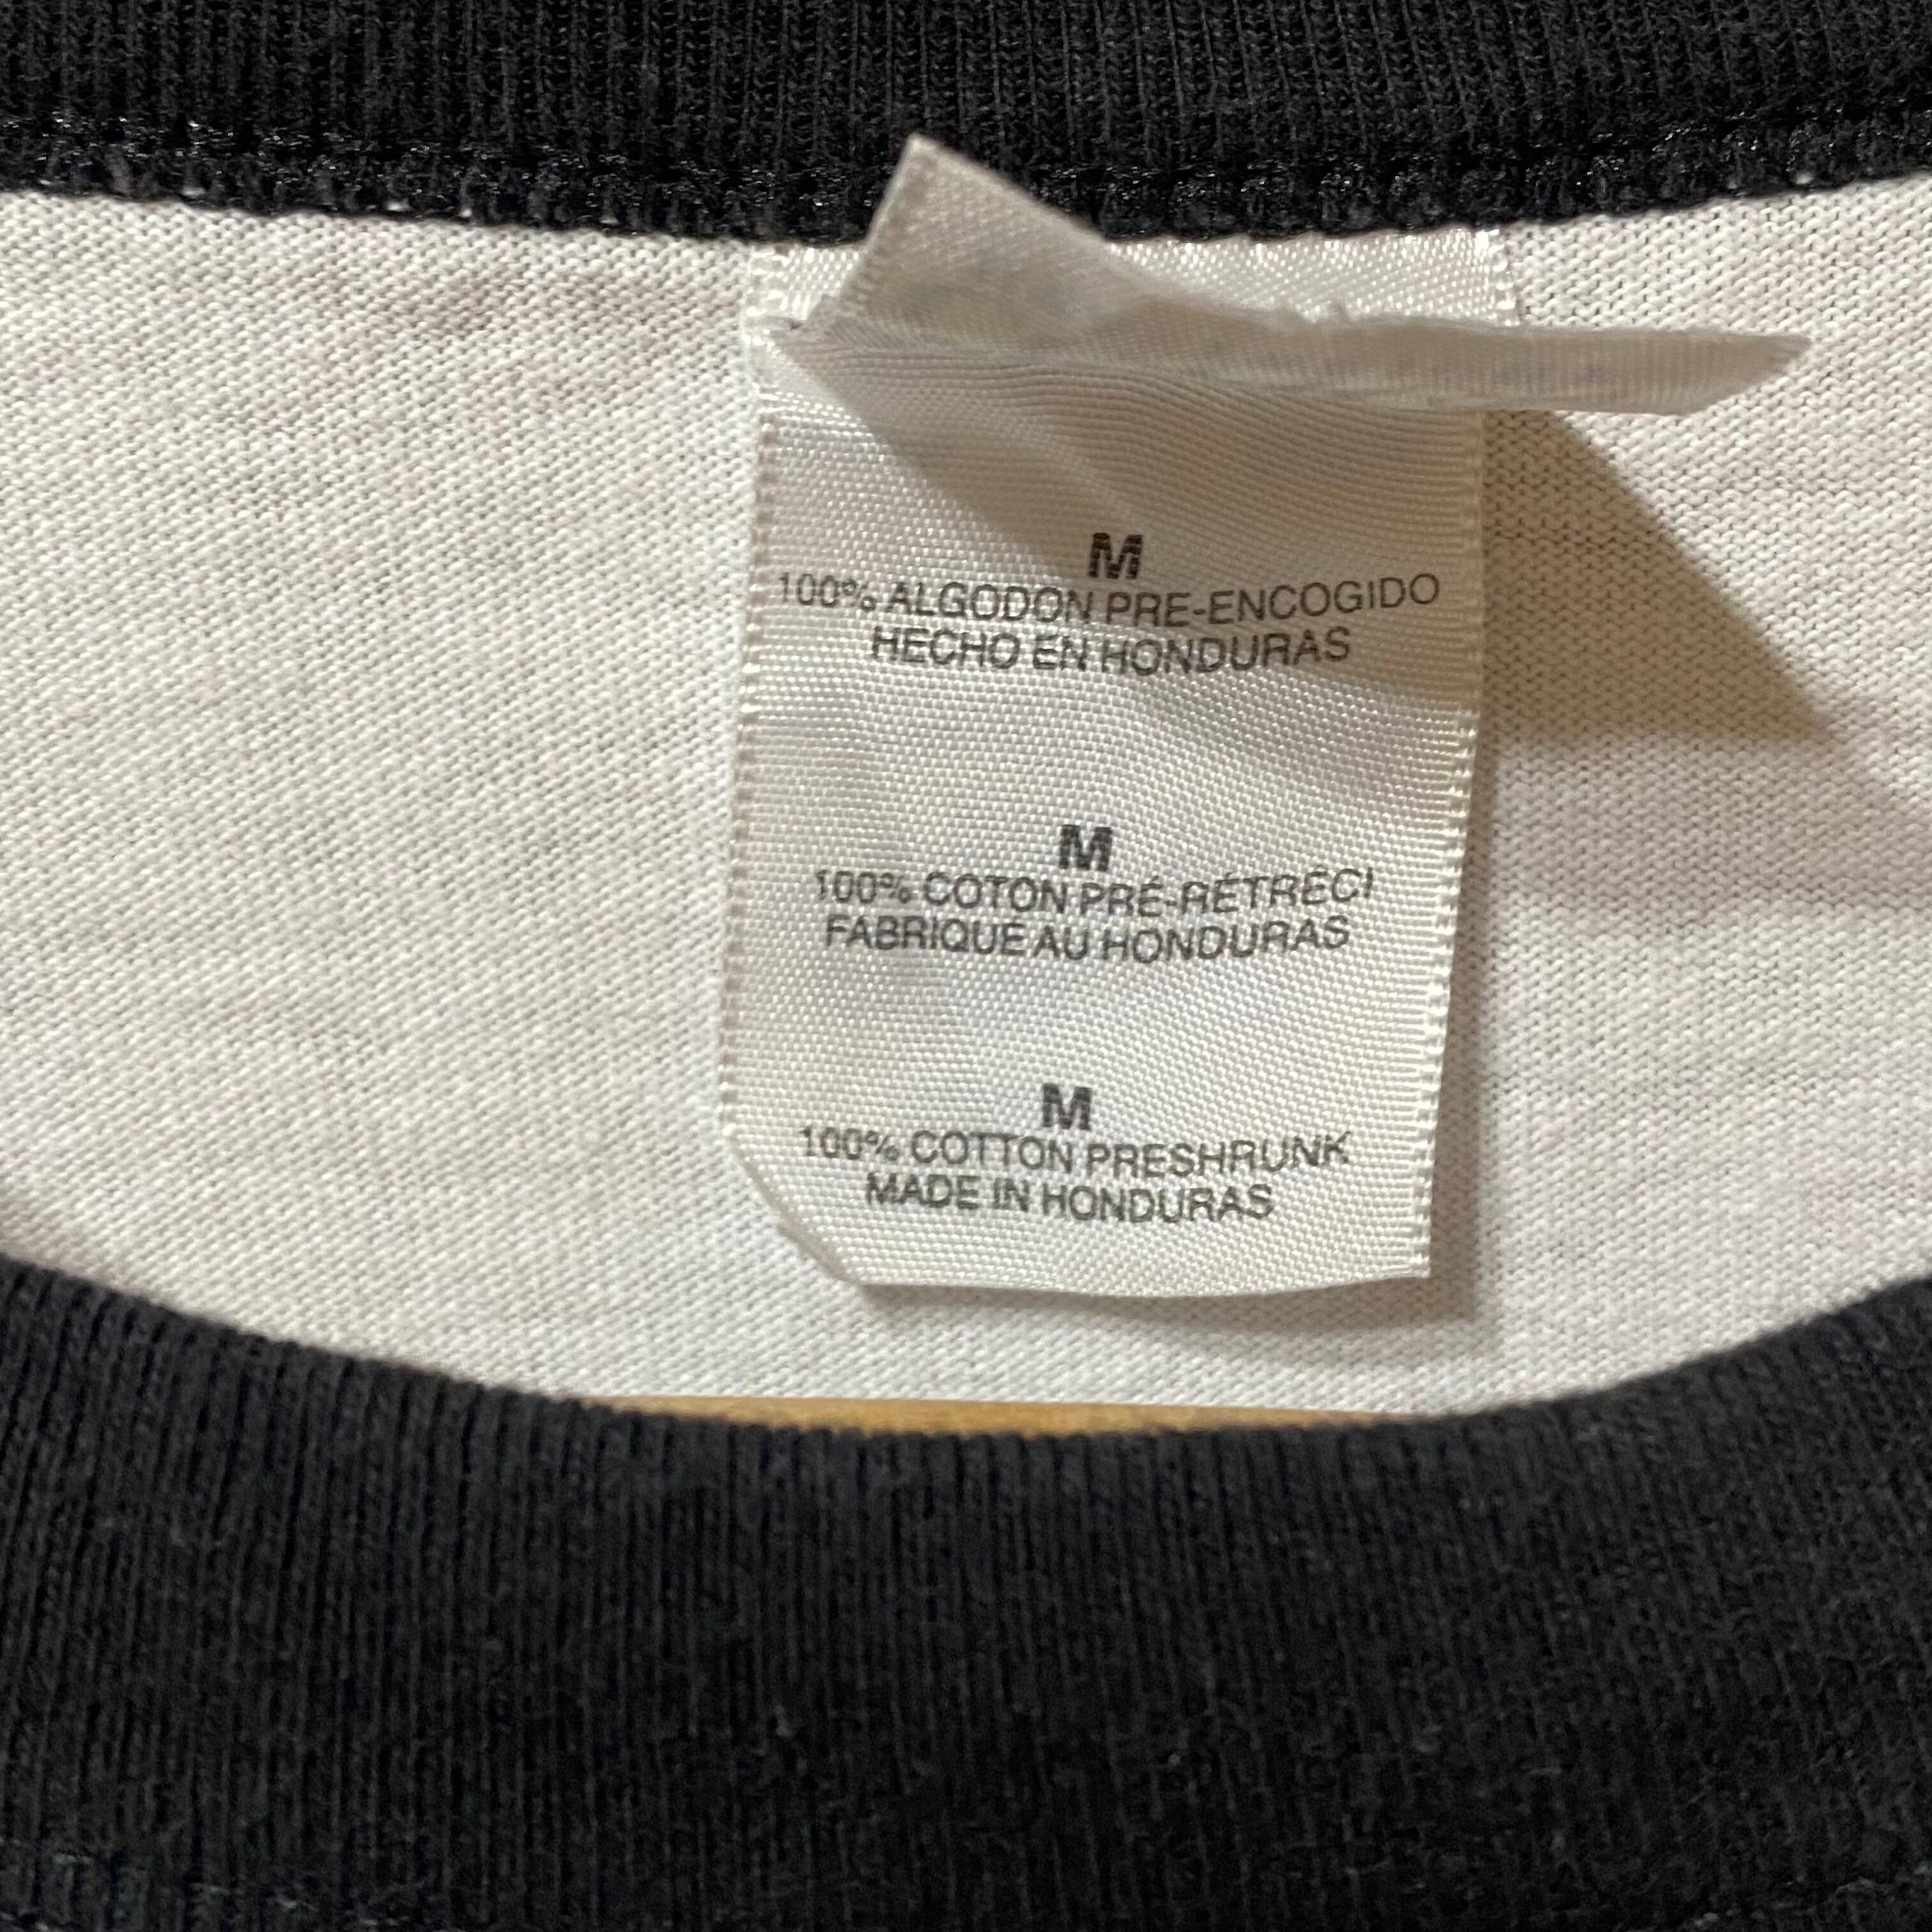 M
100% ALGODON PRE-ENCOGIDO
HECHO EN HONDURAS
M
100% COTON PRÉ-RÉTRÉCI
FABRIQUÉ AU HONDURAS
M
100% COTTON PRESHRUNK
MADE IN HONDURAS